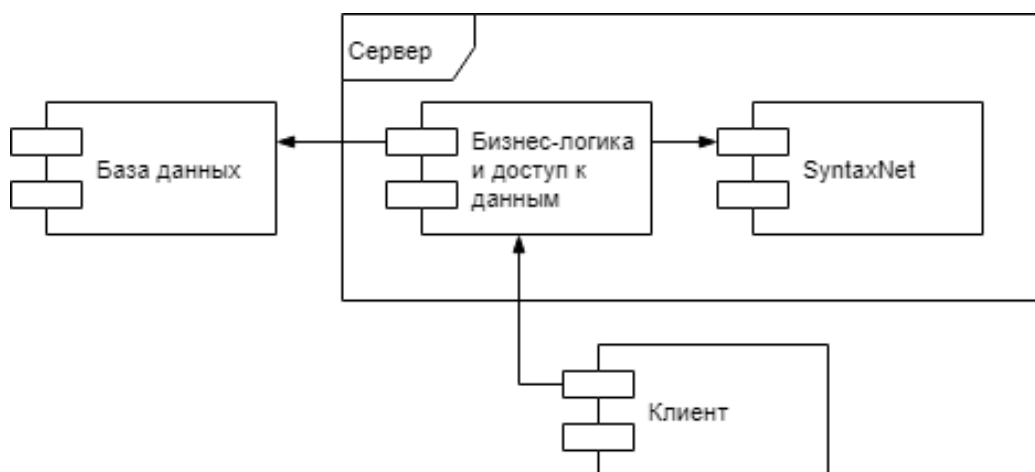 Сервер
База данных
Бизнес-логика
и доступ к
данным
SyntaxNet
Клиент